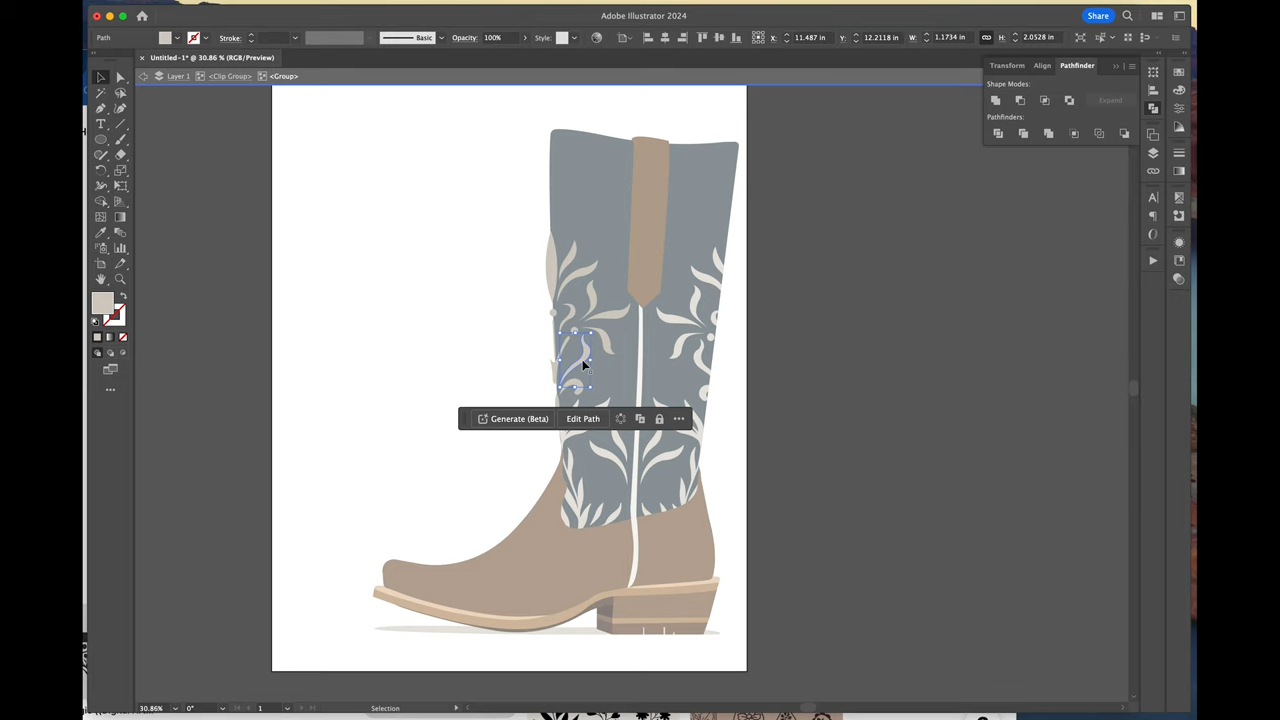 Adobe Illustrator 2024
Share
Path
Stroke:
Basic
Opacity:
100%
Style:
X:
11.487 in
Y:
12.2118 in
W:
1.1734 in
H:
2.0528 in
× Untitled-1* @ 30.86 % (RGB/Preview)
Layer 1
<Clip Group>
<Group>
Transform
Align
Pathfinder
Shape Modes:
Expand
Pathfinders:
Generate (Beta)
Edit Path
30.86%
0°
1
Selection